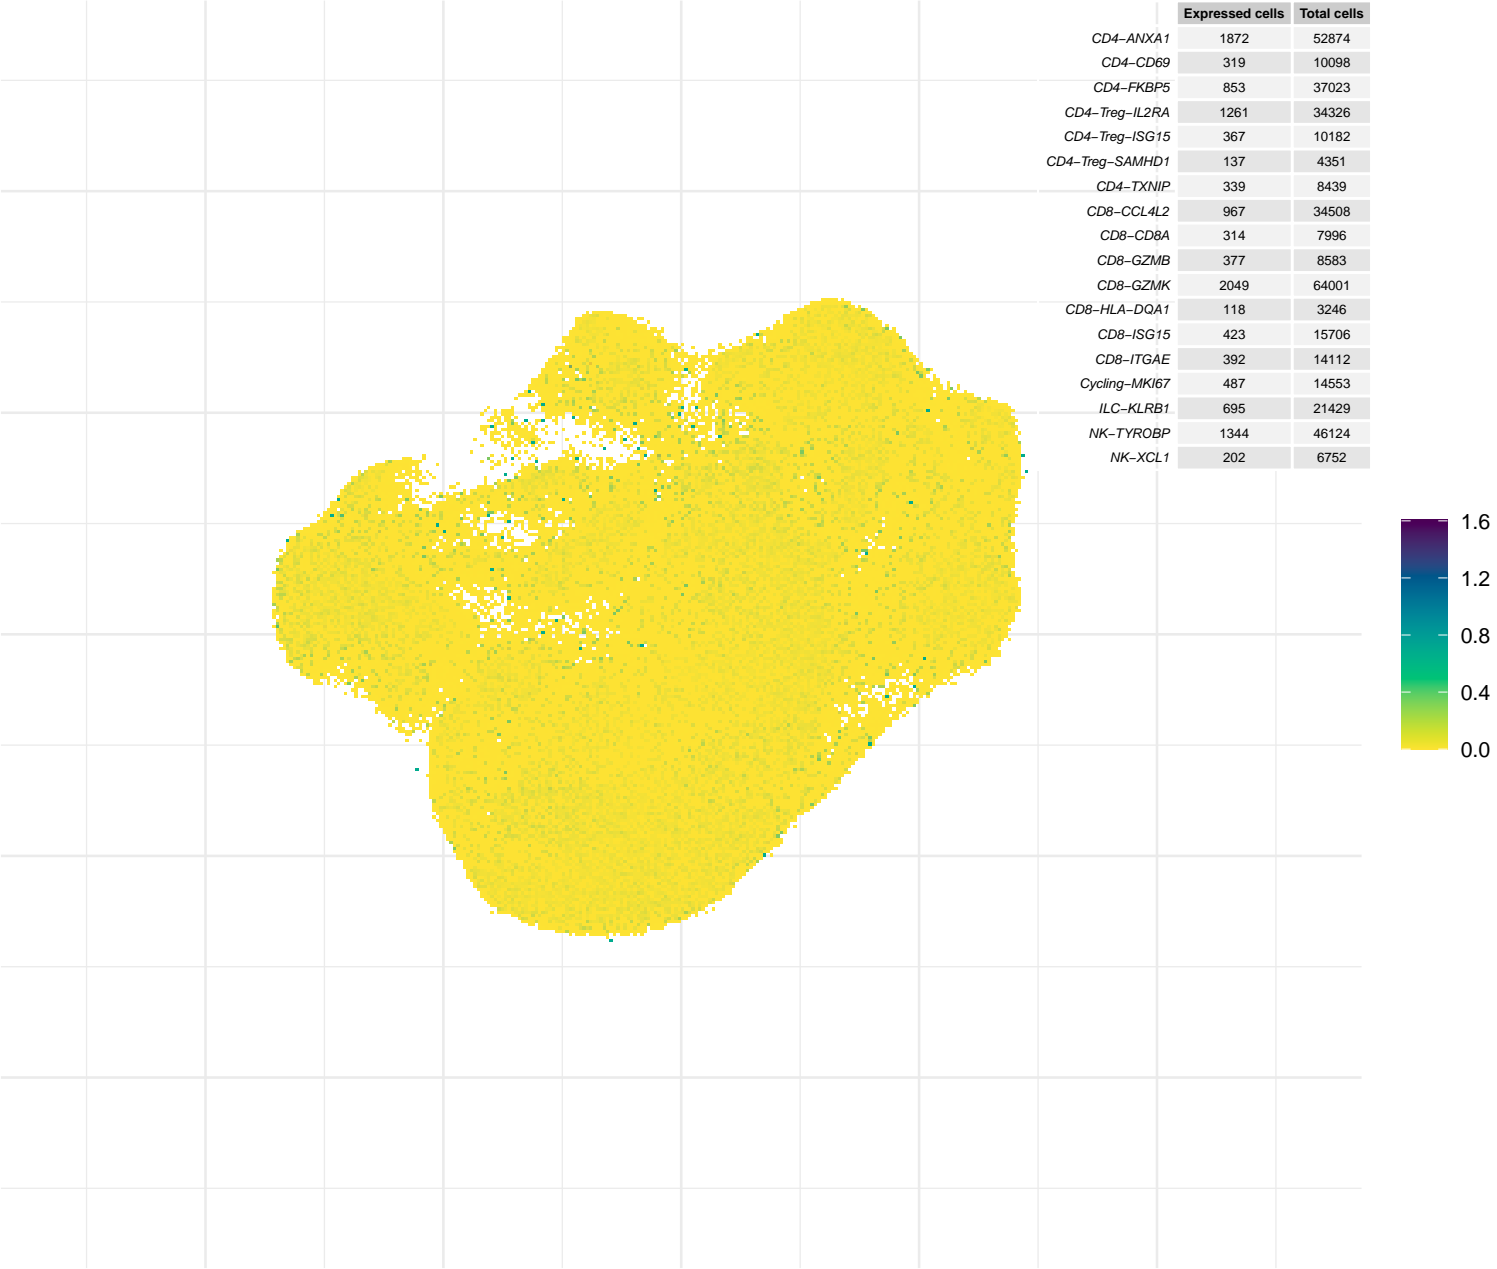 Expressed cells Total cells
CD4−ANXA1 1872 52874
CD4−CD69 319 10098
CD4−FKBP5 853 37023
CD4−Treg−IL2RA 1261 34326
CD4−Treg−ISG15 367 10182
CD4−Treg−SAMHD1 137 4351
CD4−TXNIP 339 8439
CD8−CCL4L2 967 34508
CD8−CD8A 314 7996
CD8−GZMB 377 8583
CD8−GZMK 2049 64001
CD8−HLA−DQA1 118 3246
CD8−ISG15 423 15706
CD8−ITGAE 392 14112
Cycling−MKI67 487 14553
ILC−KLRB1 695 21429
NK−TYROBP 1344 46124
NK−XCL1 202 6752
1.6
1.2
0.8
0.4
0.0